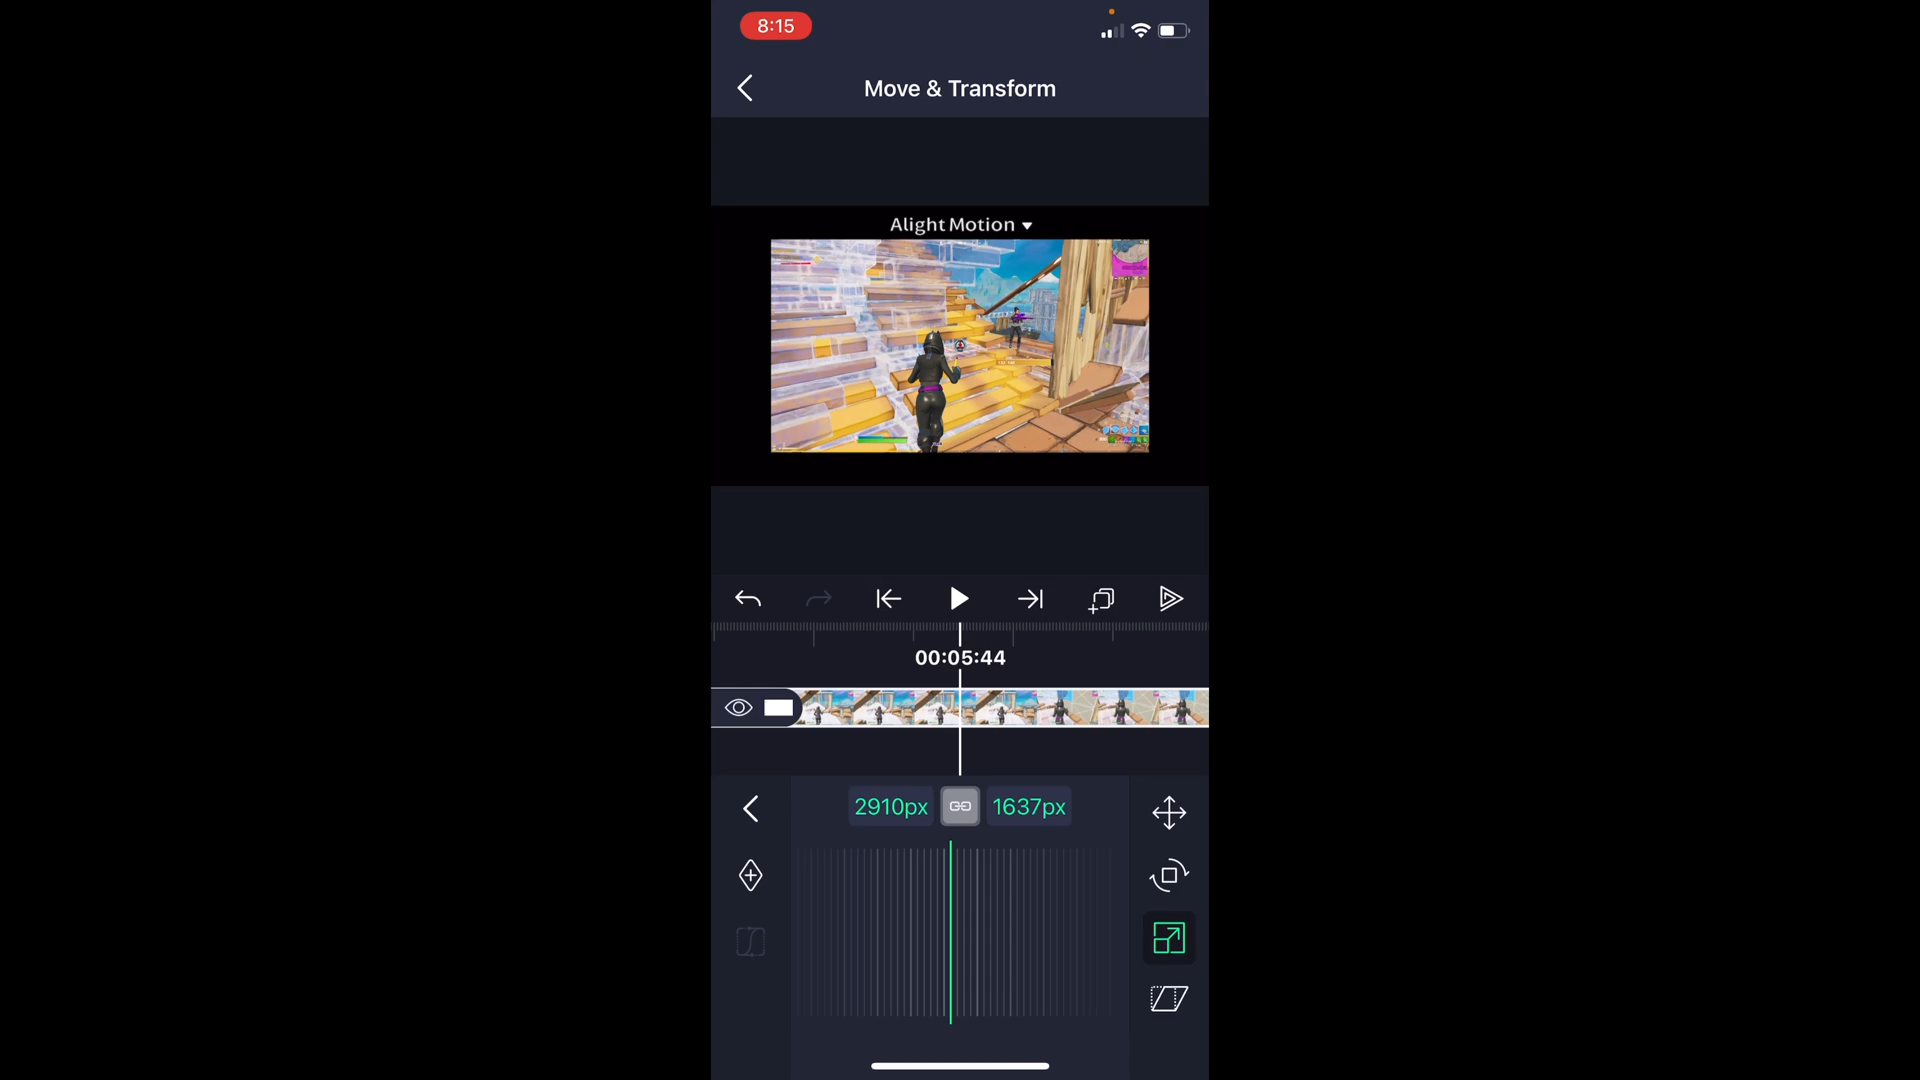 8:15
Move & Transform
Alight Motion
00:05:44
2910px
1637px